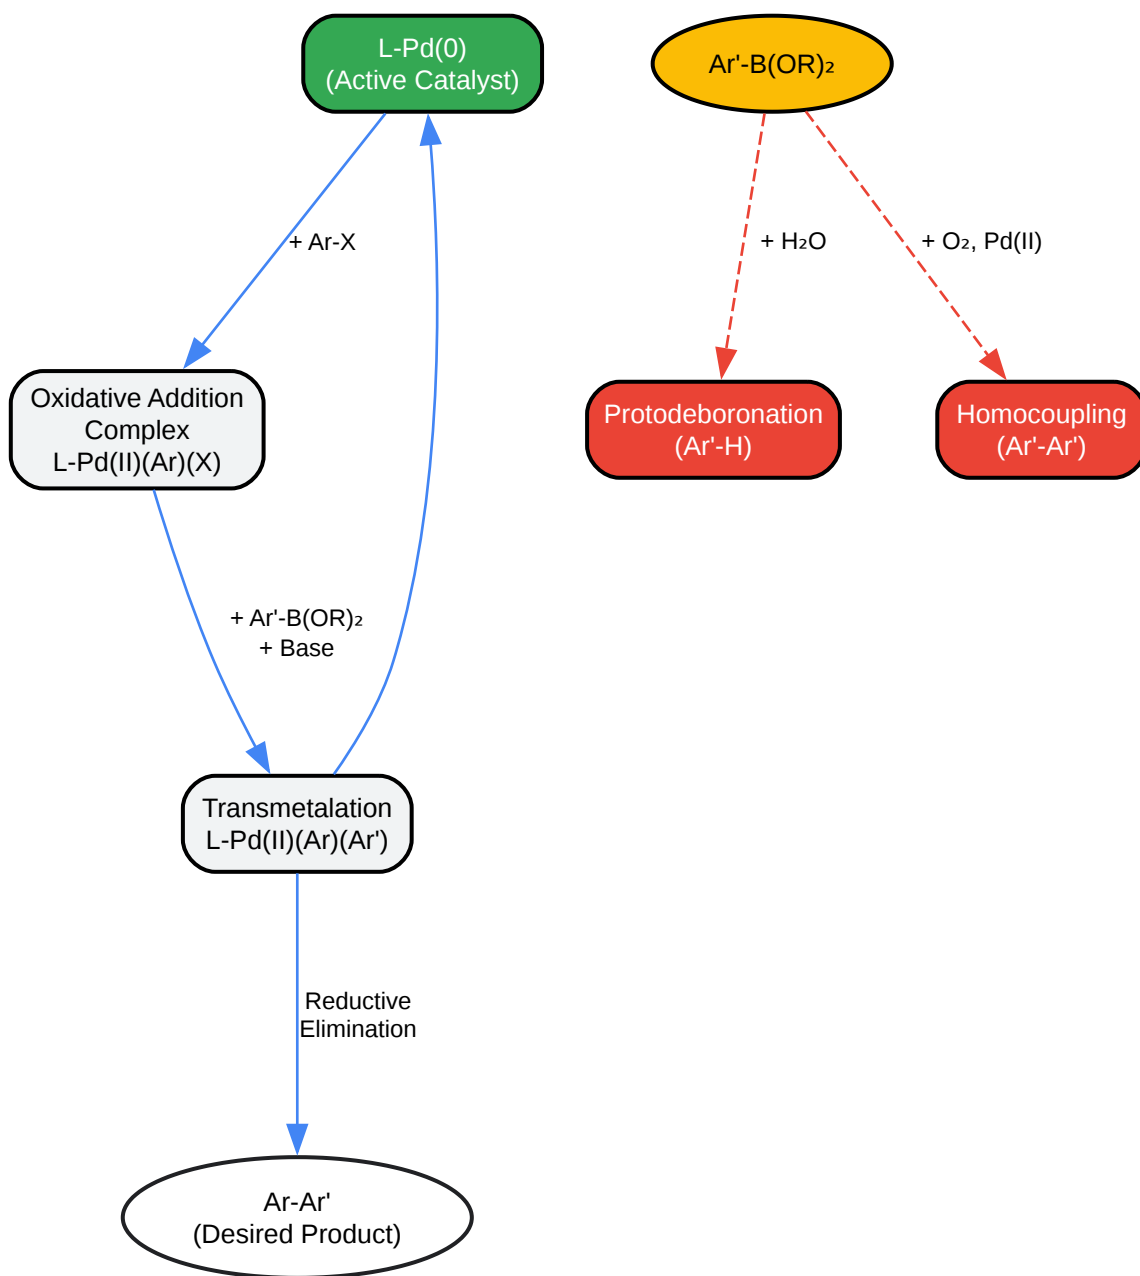 L-Pd(0)
(Active Catalyst)
Ar'-B(OR)₂
+ Ar-X
+ H₂O
+ O₂, Pd(II)
Oxidative Addition
Complex
L-Pd(II)(Ar)(X)
Protodeboronation
(Ar'-H)
Homocoupling
(Ar'-Ar')
+ Ar'-B(OR)₂
+ Base
Transmetalation
L-Pd(II)(Ar)(Ar')
Reductive
Elimination
Ar-Ar'
(Desired Product)